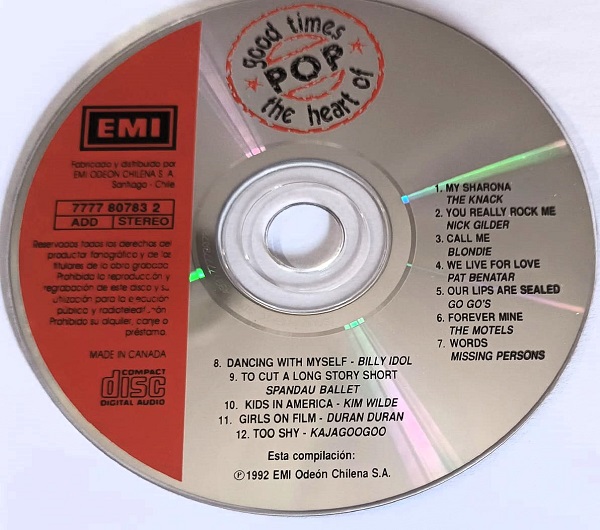 good times
POP
the heart of
EMI
Fabricado y distribuido por
EMI ODEON CHILENA S.A.
Santiago - Chile
7777 80783 2
ADD STEREO
Reservados todos los derechos del
productor fonográfico y de los
titulares de la obra grabada.
Prohibida la reproducción y
regrabación de este disco y su
utilización para la ejecución
pública y
Prohibido su alquiler, canje o
préstamo.
MADE IN CANADA
COMPACT
disc
DIGITAL AUDIO
1. MY SHARONA
THE KNACK
2. YOU REALLY ROCK ME
NICK GILDER
3. CALL ME
BLONDIE
4. WE LIVE FOR LOVE
PAT BENATAR
5. OUR LIPS ARE SEALED
GO GO'S
6. FOREVER MINE
THE MOTELS
7. WORDS
MISSING PERSONS
8. DANCING WITH MYSELF - BILLY IDOL
9. TO CUT A LONG STORY SHORT
SPANDAU BALLET
10. KIDS IN AMERICA - KIM WILDE
11. GIRLS ON FILM - DURAN DURAN
12. TOO SHY - KAJAGOOGOO
Esta compilación:
℗1992 EMI Odeón Chilena S.A.